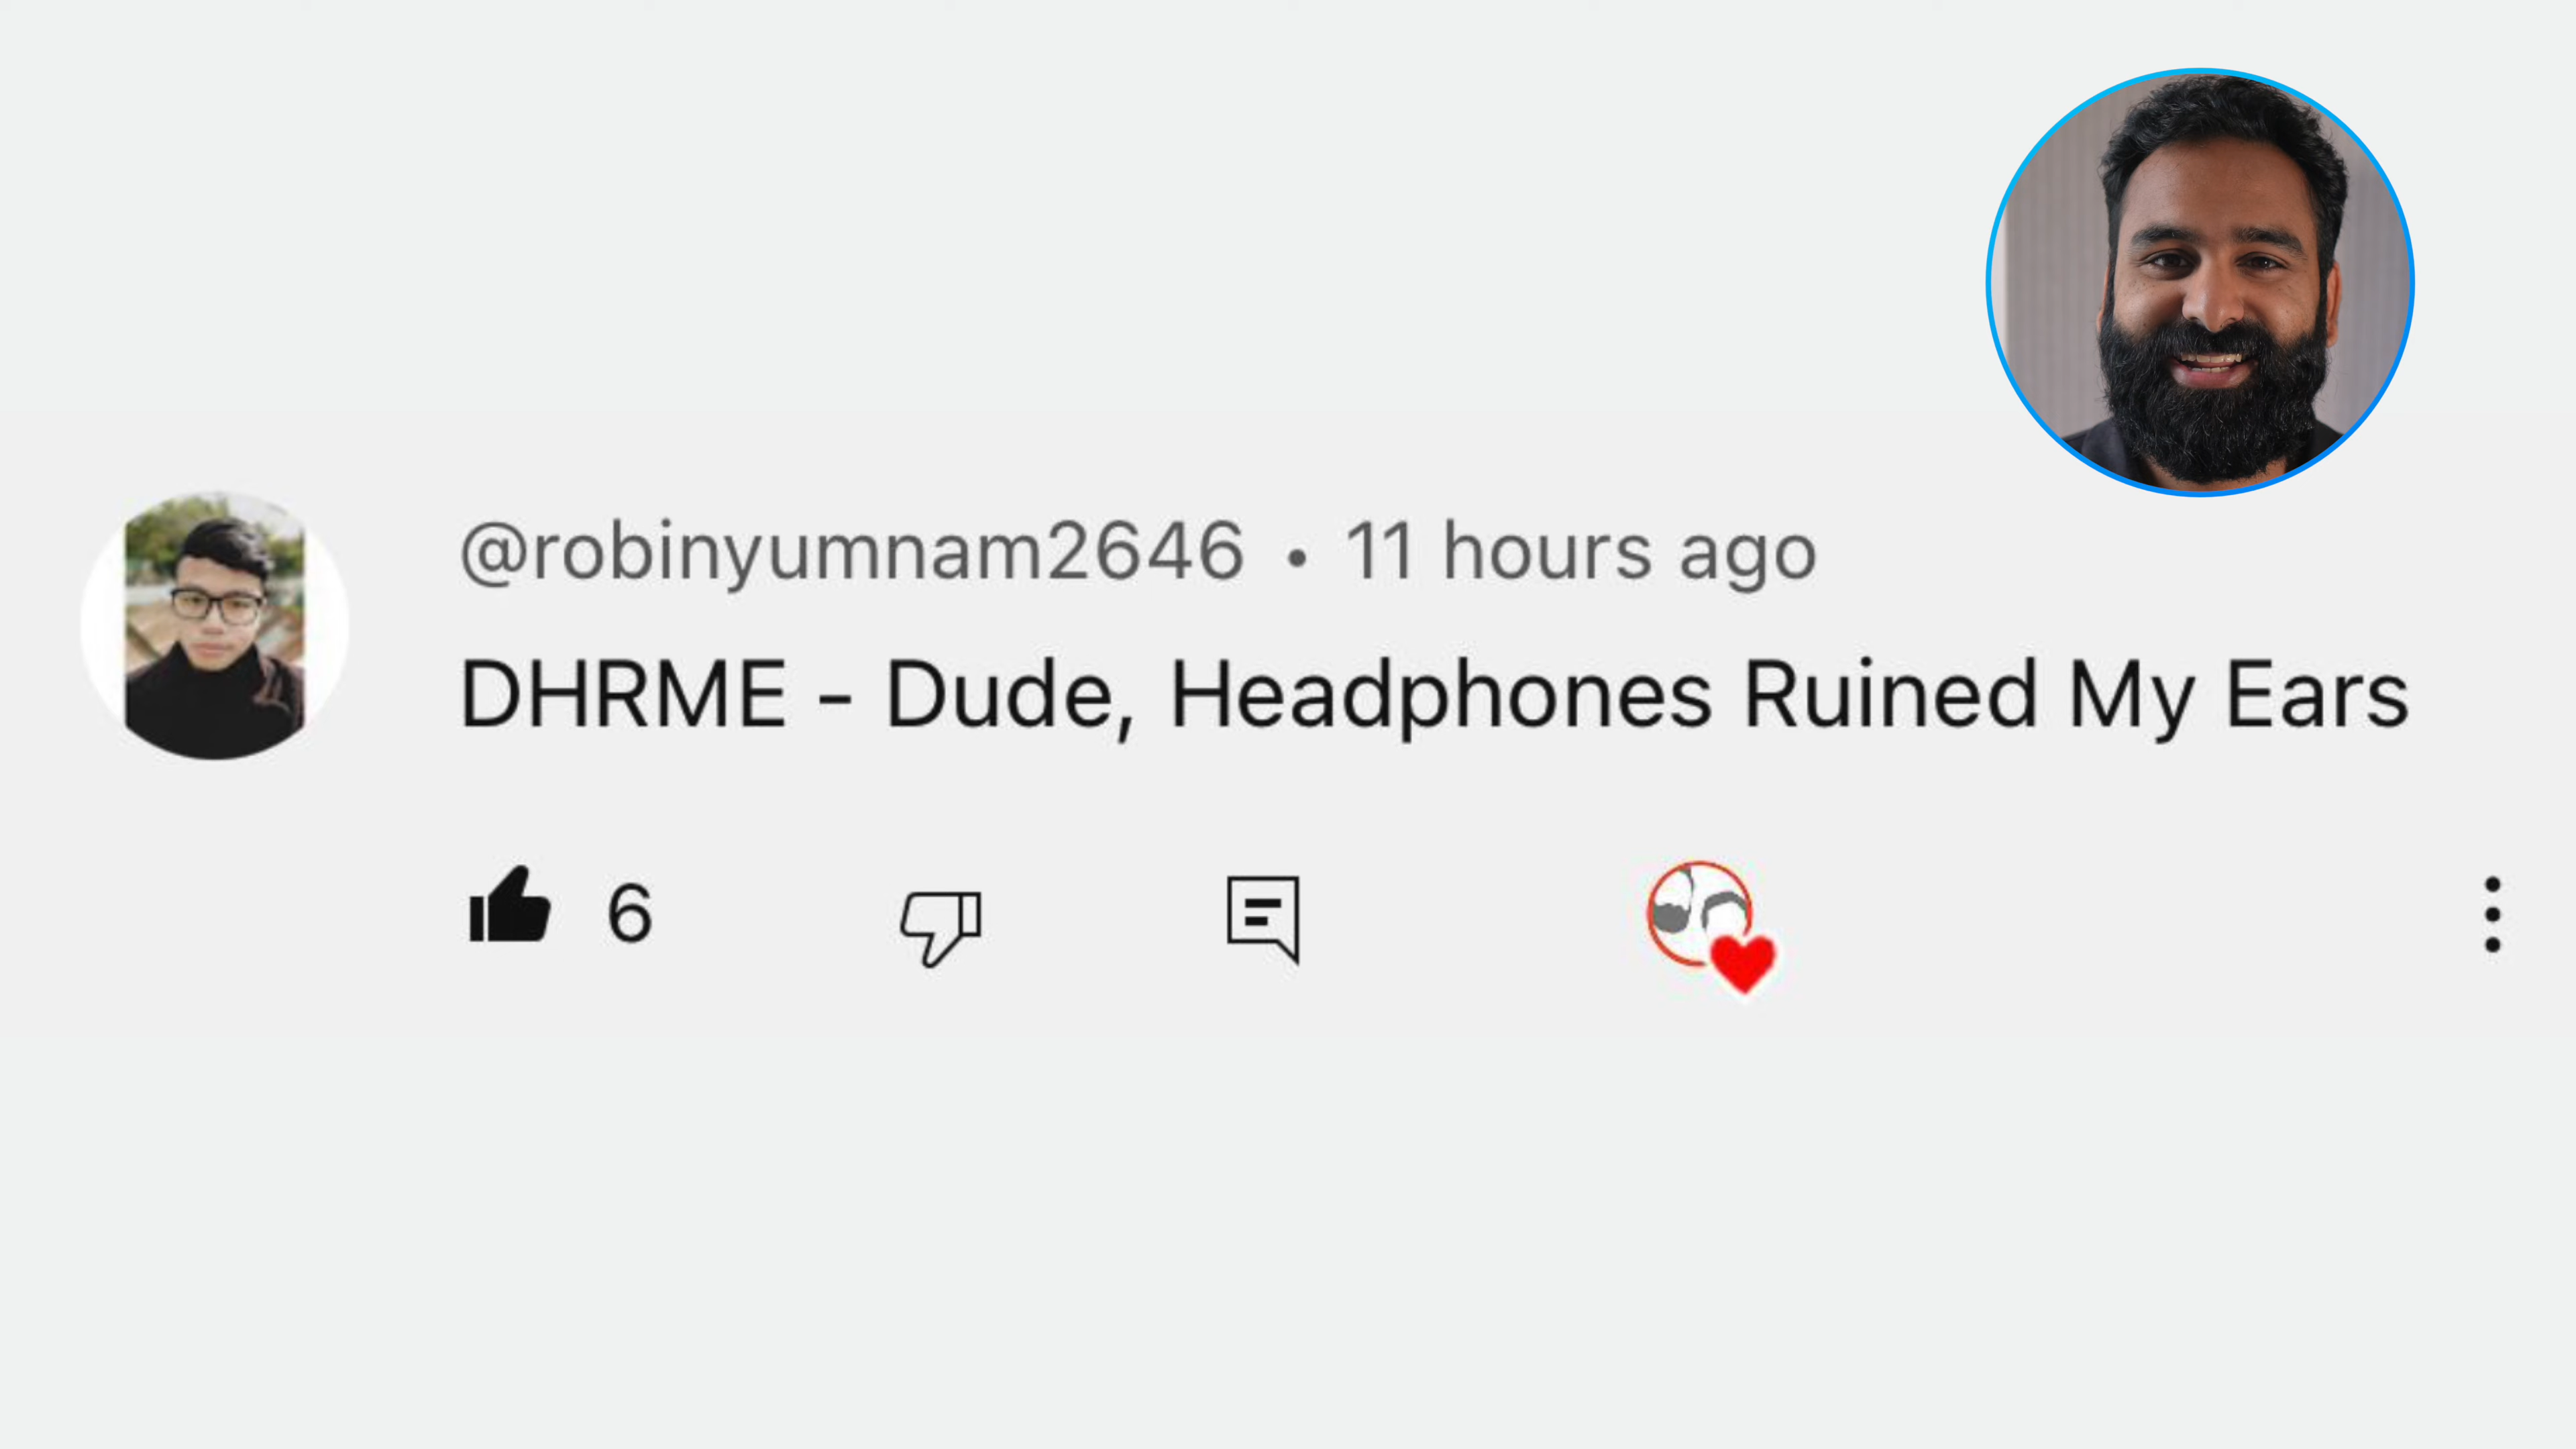 @robinyumnam2646 • 11 hours ago
DHRME - Dude, Headphones Ruined My Ears
6